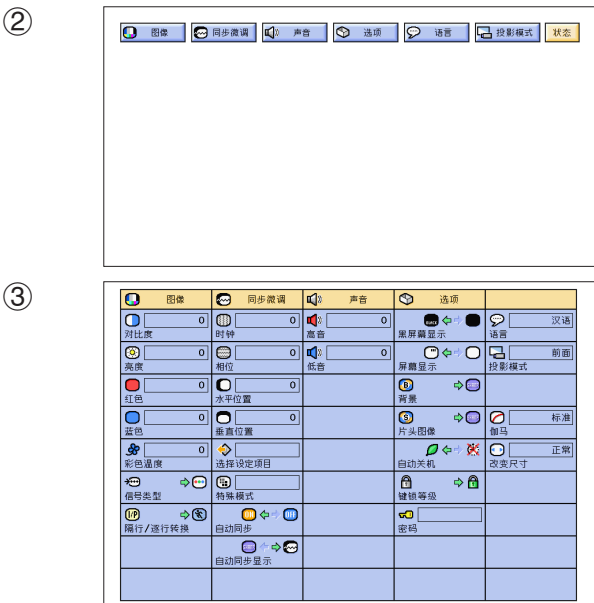 ②
图像 同步微调 声音 选项 语言 投影模式 状态
③
图像 同步微调 声音 选项
0 0 0 汉语
对比度 时钟 高音 黑屏幕显示 语言
0 0 0 前面
亮度 相位 低音 屏幕显示 投影模式
0 0
红色 水平位置 背景
0 0 标准
蓝色 垂直位置 片头图像 伽马
0 正常
彩色温度 选择设定项目 自动关机 改变尺寸
信号类型 特殊模式 键锁等级
I/P ON OFF
隔行/逐行转换 自动同步 密码
自动同步显示